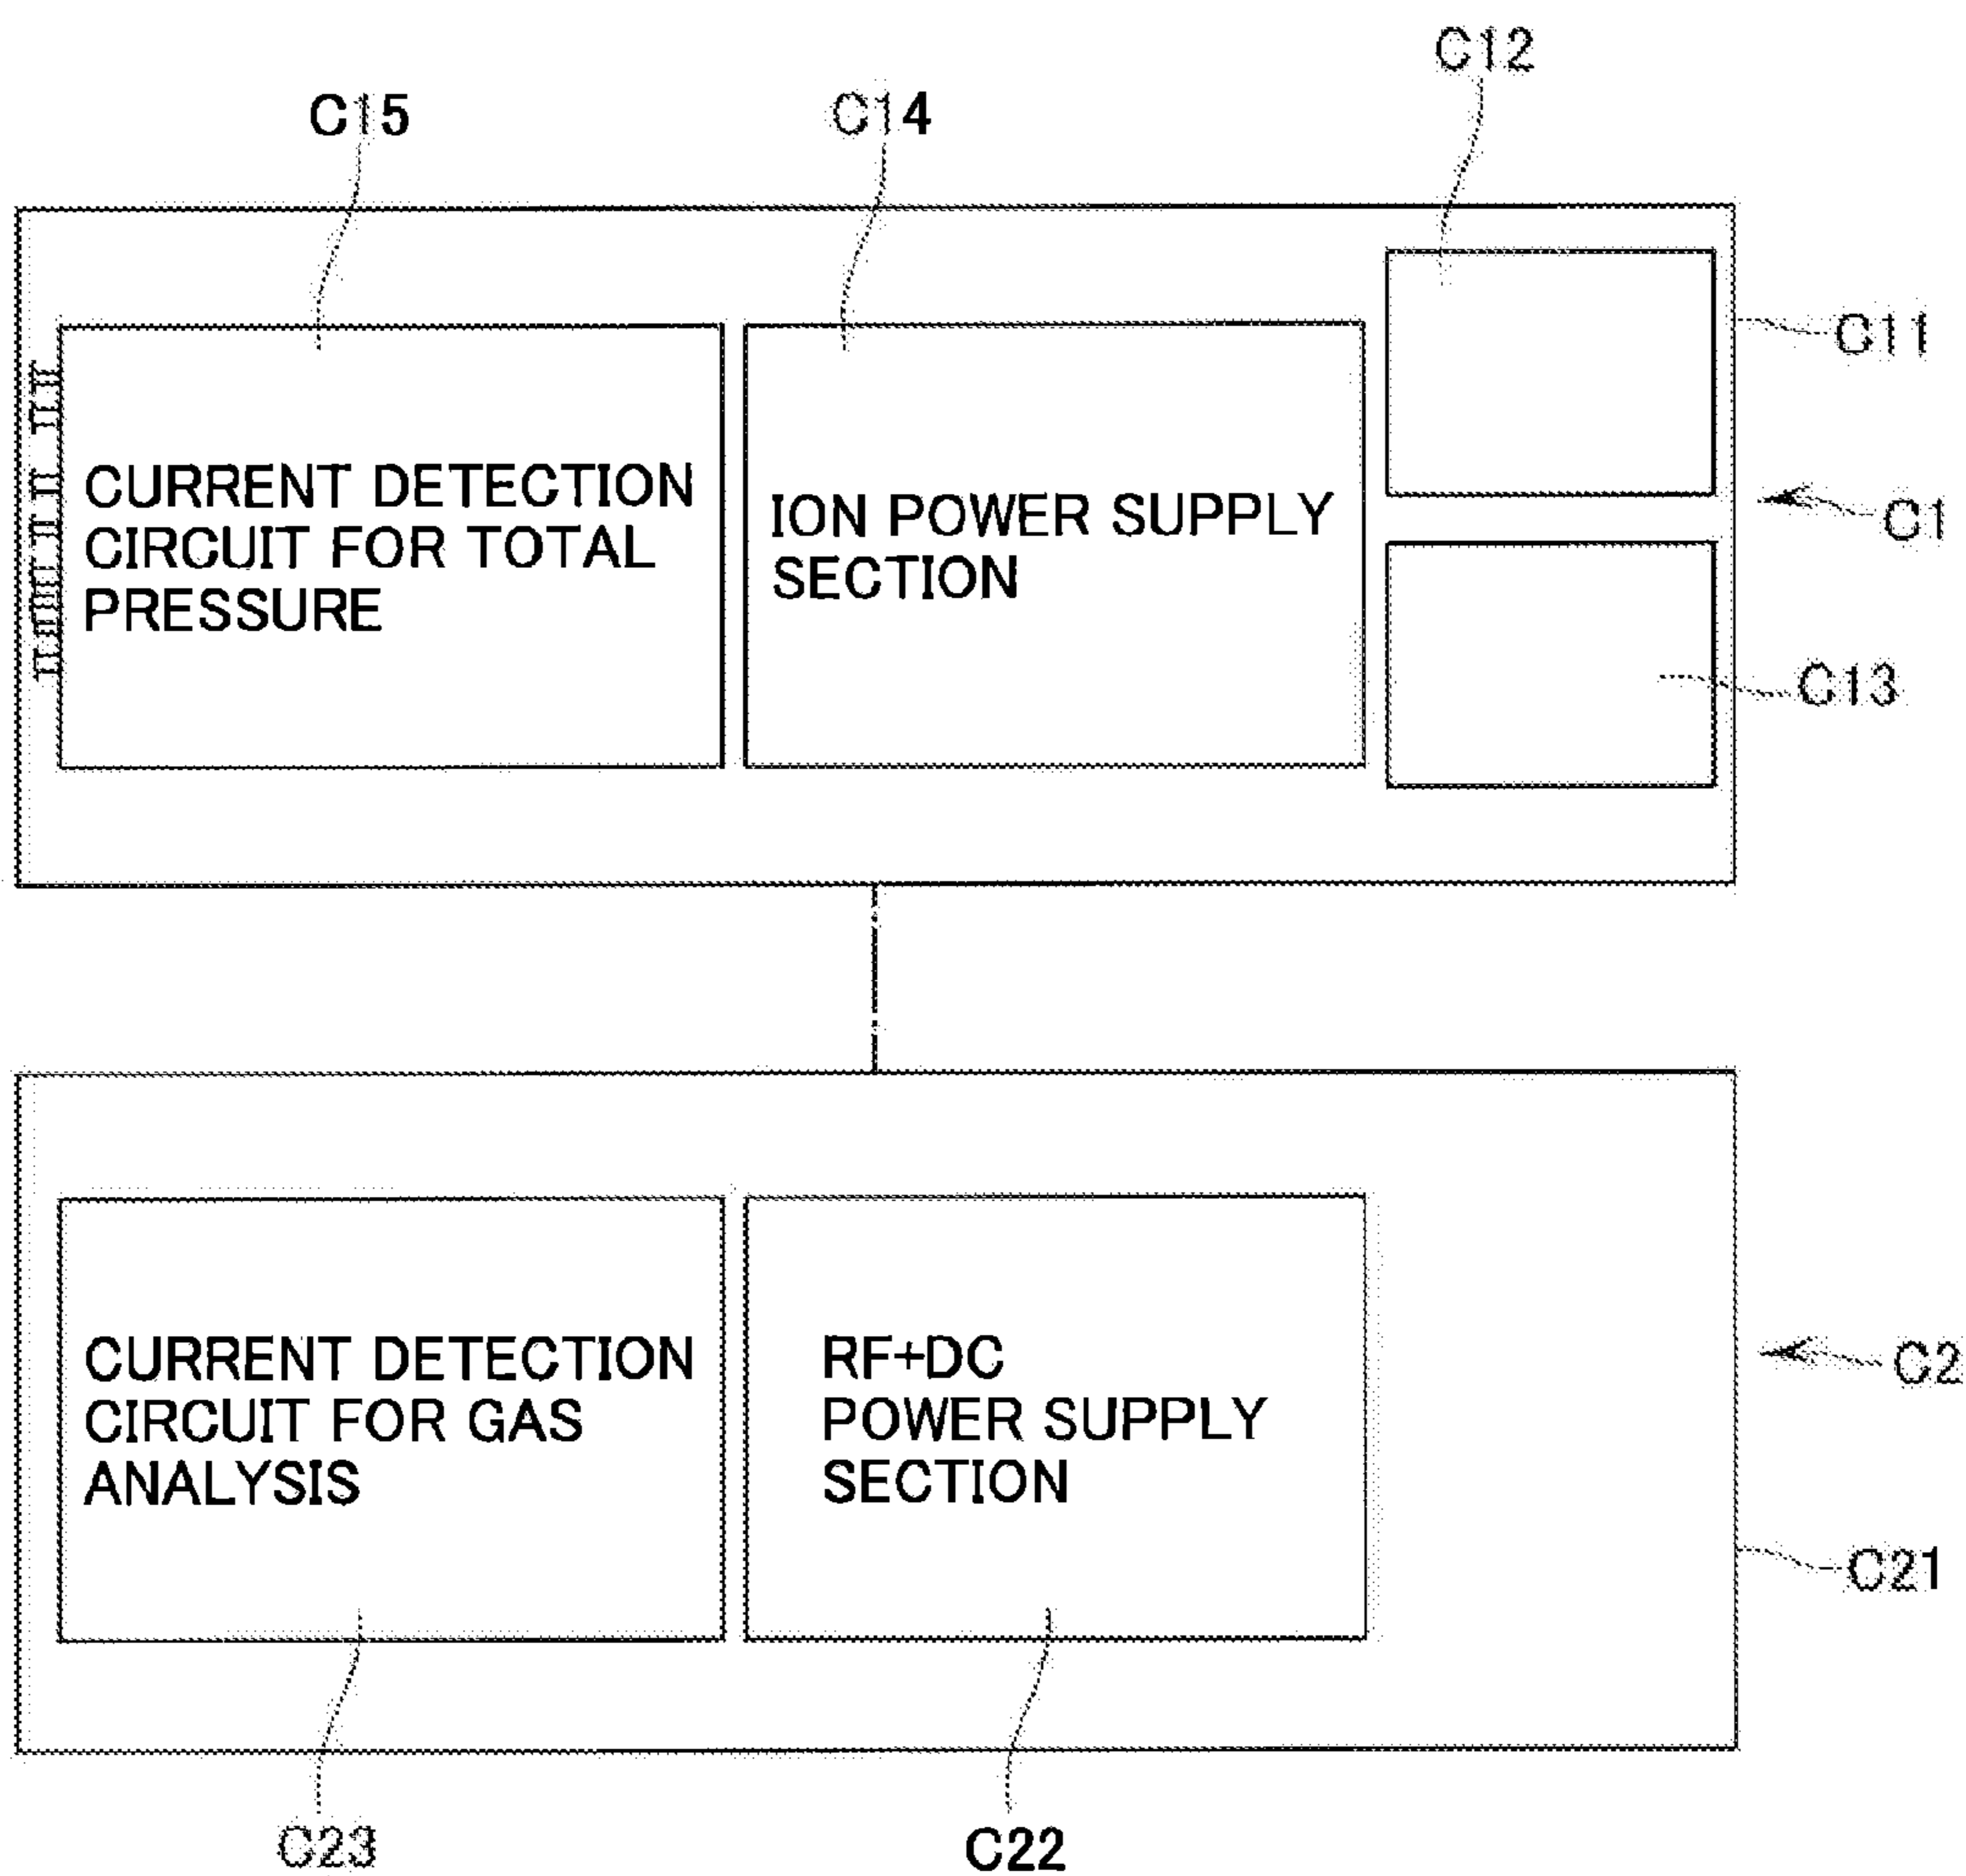 C12
C15
C14
C11
CURRENT DETECTION
CIRCUIT FOR TOTAL
PRESSURE
ION POWER SUPPLY
SECTION
C1
C13
CURRENT DETECTION
CIRCUIT FOR GAS
ANALYSIS
RF+DC
POWER SUPPLY
SECTION
C2
C21
C23
C22